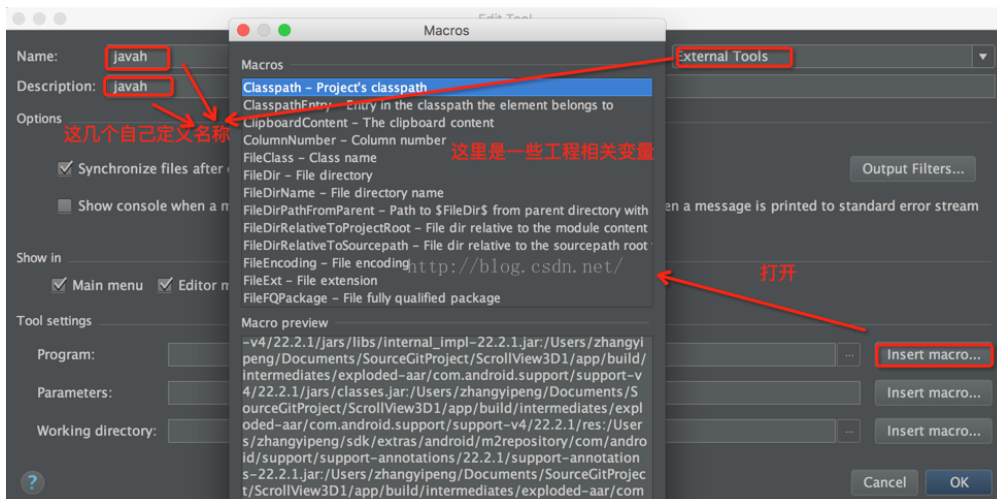 Edit Tool
Macros
Name: javah
External Tools
Description: javah
Macros
Classpath – Project's classpath
ClasspathEntry – Entry in the classpath the element belongs to
ClipboardContent – The clipboard content
ColumnNumber – Column number
FileClass – Class name
FileDir – File directory
FileDirName – File directory name
FileDirPathFromParent – Path to $FileDir$ from parent directory with
FileDirRelativeToProjectRoot – File dir relative to the module content
FileDirRelativeToSourcepath – File dir relative to the sourcepath root
FileEncoding – File encoding
FileExt – File extension
FileFQPackage – File fully qualified package
Options
这几个自己定义名称
这里是一些工程相关变量
Synchronize files after
Output Filters...
Show console when a m
en a message is printed to standard error stream
Show in
http://blog.csdn.net/
打开
Main menu
Editor m
Tool settings
Macro preview
-v4/22.2.1/jars/libs/internal_impl-22.2.1.jar:/Users/zhangyi
peng/Documents/SourceGitProject/ScrollView3D1/app/build/
intermediates/exploded-aar/com.android.support/support-v
4/22.2.1/jars/classes.jar:/Users/zhangyipeng/Documents/S
ourceGitProject/ScrollView3D1/app/build/intermediates/expl
oded-aar/com.android.support/support-v4/22.2.1/res:/User
s/zhangyipeng/sdk/extras/android/m2repository/com/andro
id/support/support-annotations/22.2.1/support-annotation
s-22.2.1.jar:/Users/zhangyipeng/Documents/SourceGitProjec
t/ScrollView3D1/app/build/intermediates/exploded-aar/com
Program:
... Insert macro...
Parameters:
Insert macro...
Working directory:
... Insert macro...
?
Cancel
OK